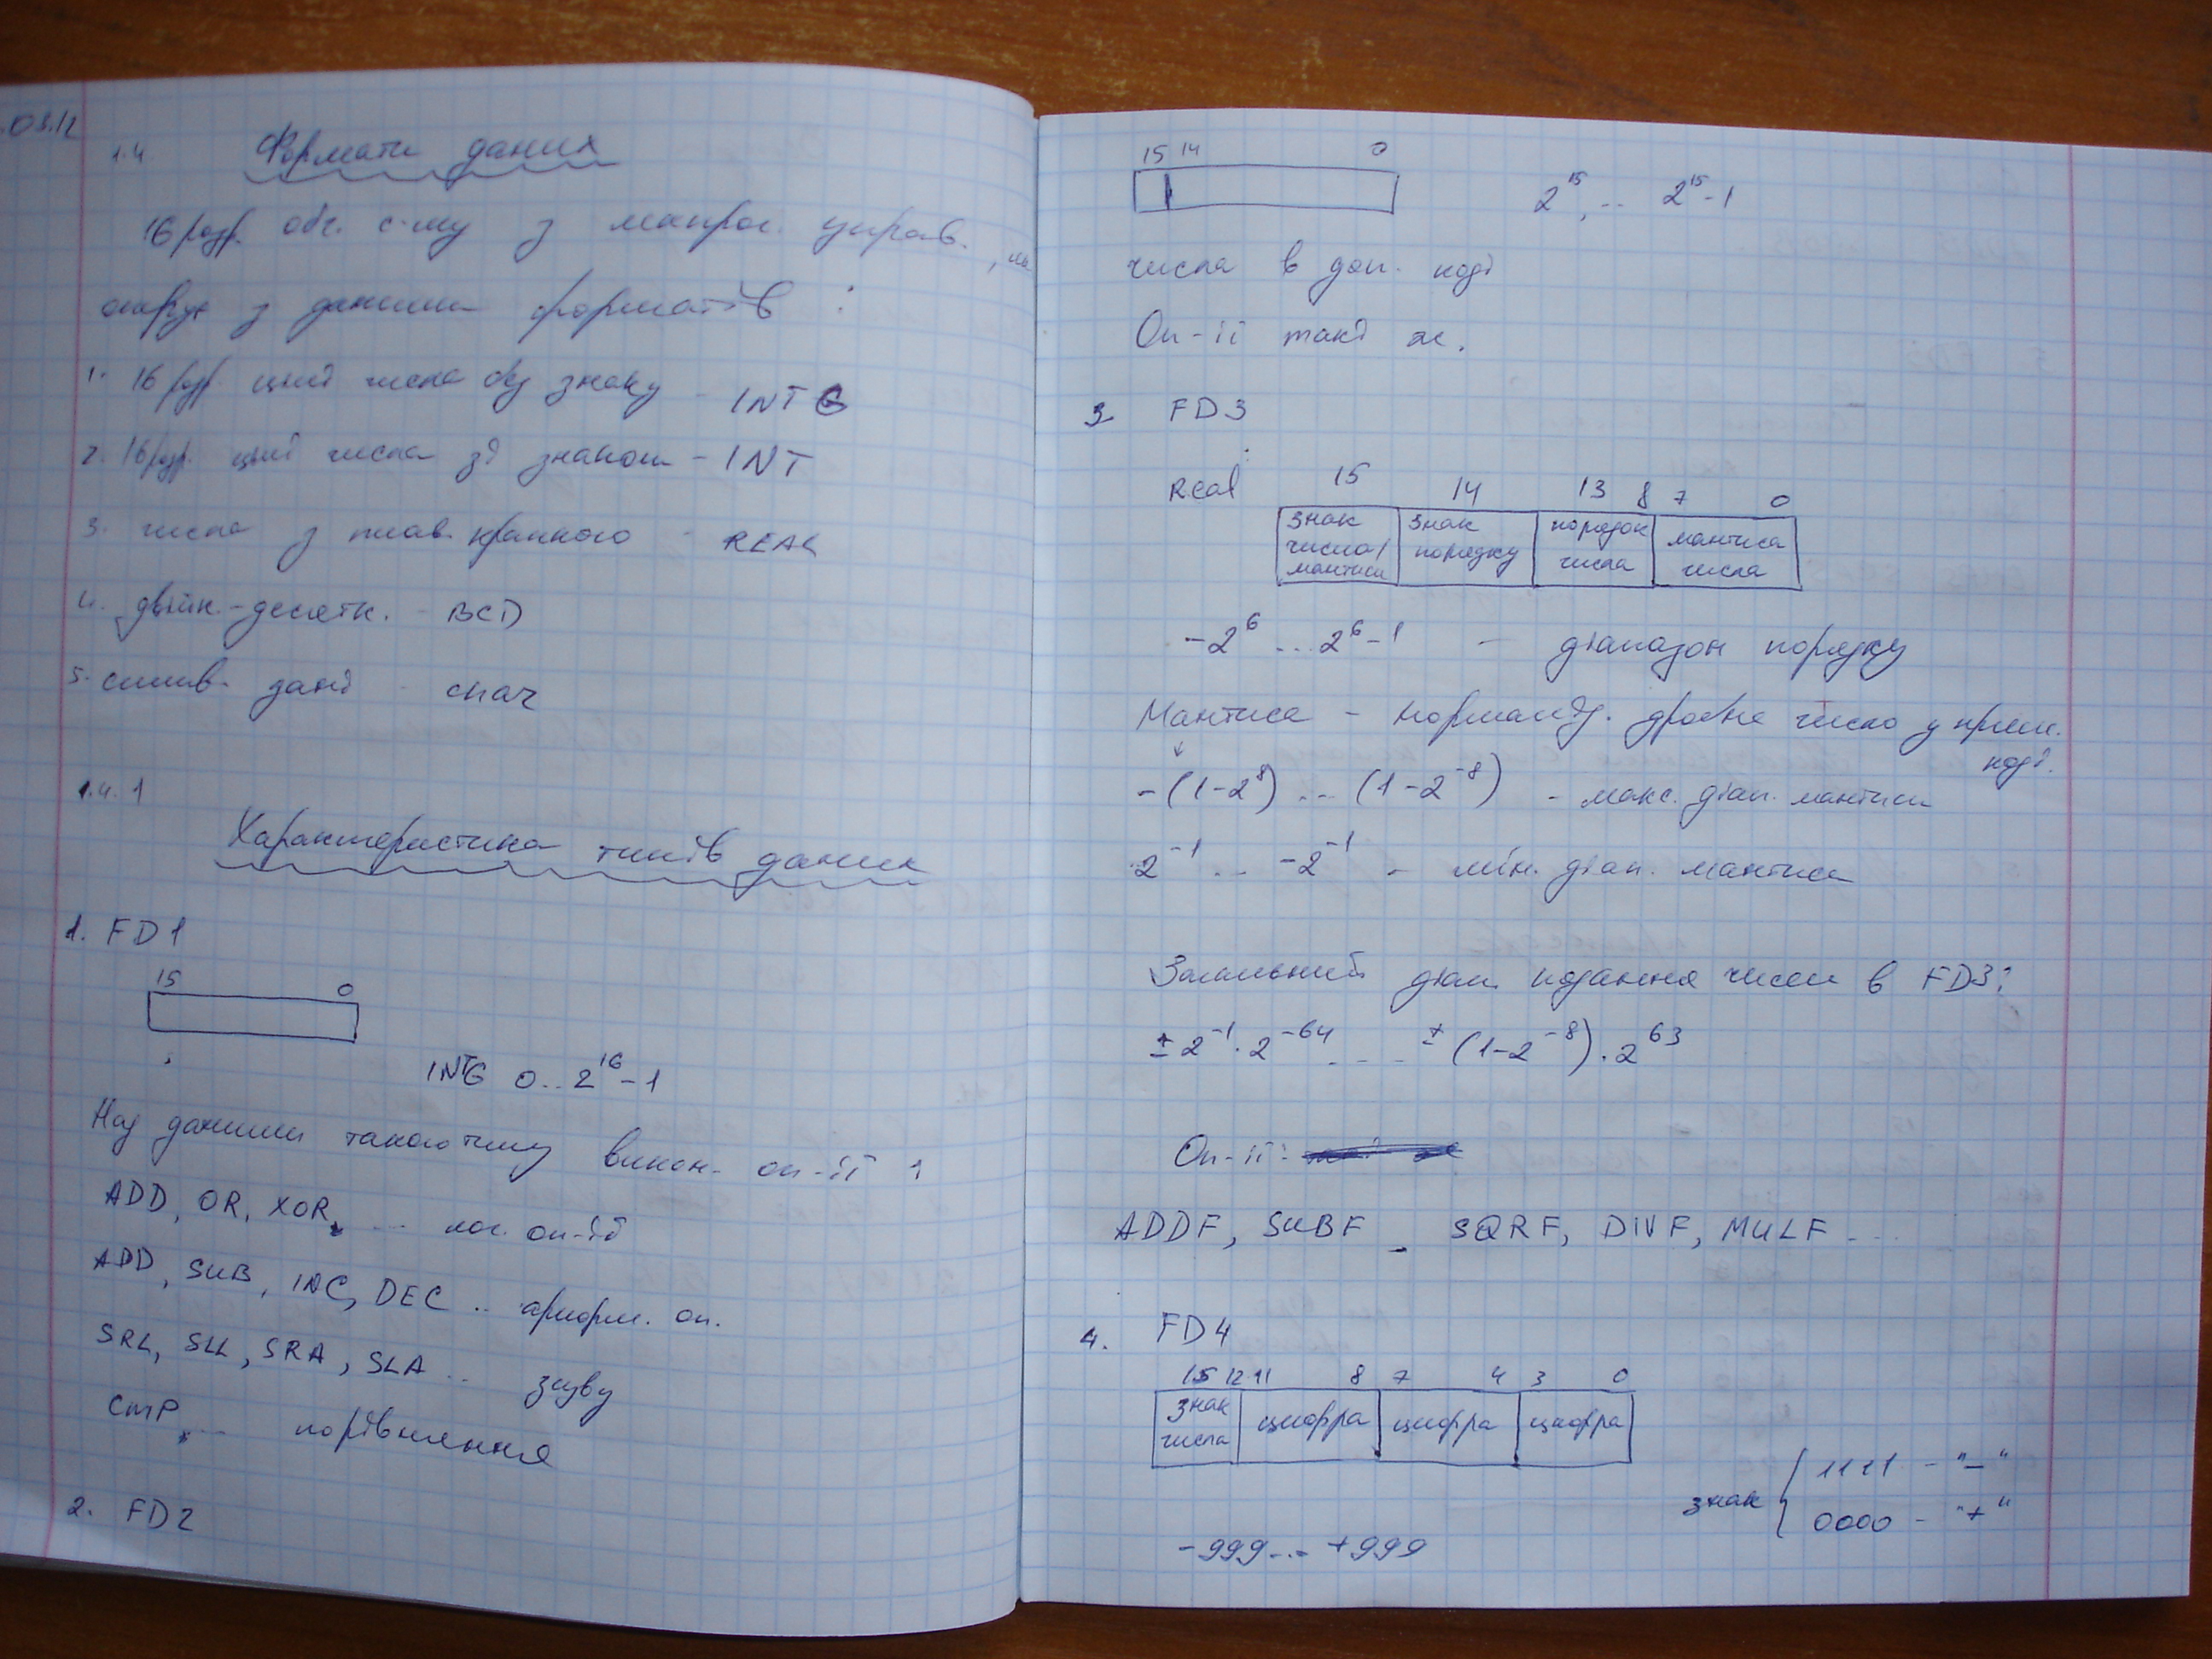 03.12
1.4 Формати даних
16 розр. обч. с-му з мікрог. управ.,
оперує з даними форматів :
1. 16 розр. цілі числа без знаку - INTG
2. 16 розр. цілі числа зі знаком - INT
3. числа з плав. крапкою - REAL
4. двійк.-десятк. - BCD
5. симв. дані - CHAR
1.4.1
Характеристика типів даних
1. FD1
15 0
INTG 0..2^16-1
Над даними такого типу викон. оп-ії :
ADD, OR, XOR, ... лог. оп-ії
ADD, SUB, INC, DEC .. арифм. оп.
SRL, SLL, SRA, SLA .. зсуву
CMP, ... порівняння
2. FD2
15 14 0
2^15, .. 2^15-1
числа в доп. коді
Оп-ії такі ж.
3 FD3
Real 15 14 13 8 7 0
знак числа/ мантиси
знак порядку
порядок числа
мантиса числа
-2^6 ... 2^6-1 - діапазон порядку
Мантиса - нормаліз. дробне число у прям. коді.
-(1-2^8) .. (1-2^-8) - макс. діап. мантиси
2^-1 .. -2^-1 - мін. діап. мантиси
Загальний діап. подання чисел в FD3:
±2^-1·2^-64 ... ±(1-2^-8)·2^63
Оп-ії:
ADDF, SUBF, SQRF, DIVF, MULF ...
4. FD4
15 12 11 8 7 4 3 0
знак числа
цифра
цифра
цифра
знак { 1111 - "-"
0000 - "+"
-999... +999